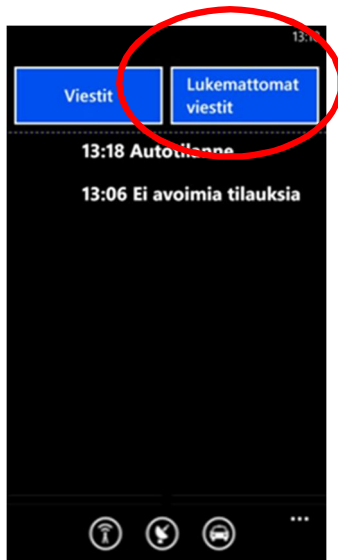 13:18
Viestit
Lukemattomat
viestit
13:18 Autotilanne
13:06 Ei avoimia tilauksia